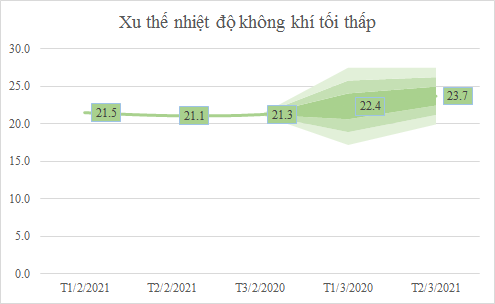 Xu thế nhiệt độ không khí tối thấp
30.0
25.0
20.0
15.0
10.0
5.0
0.0
21.5
21.1
21.3
22.4
23.7
T1/2/2021
T2/2/2021
T3/2/2020
T1/3/2020
T2/3/2021